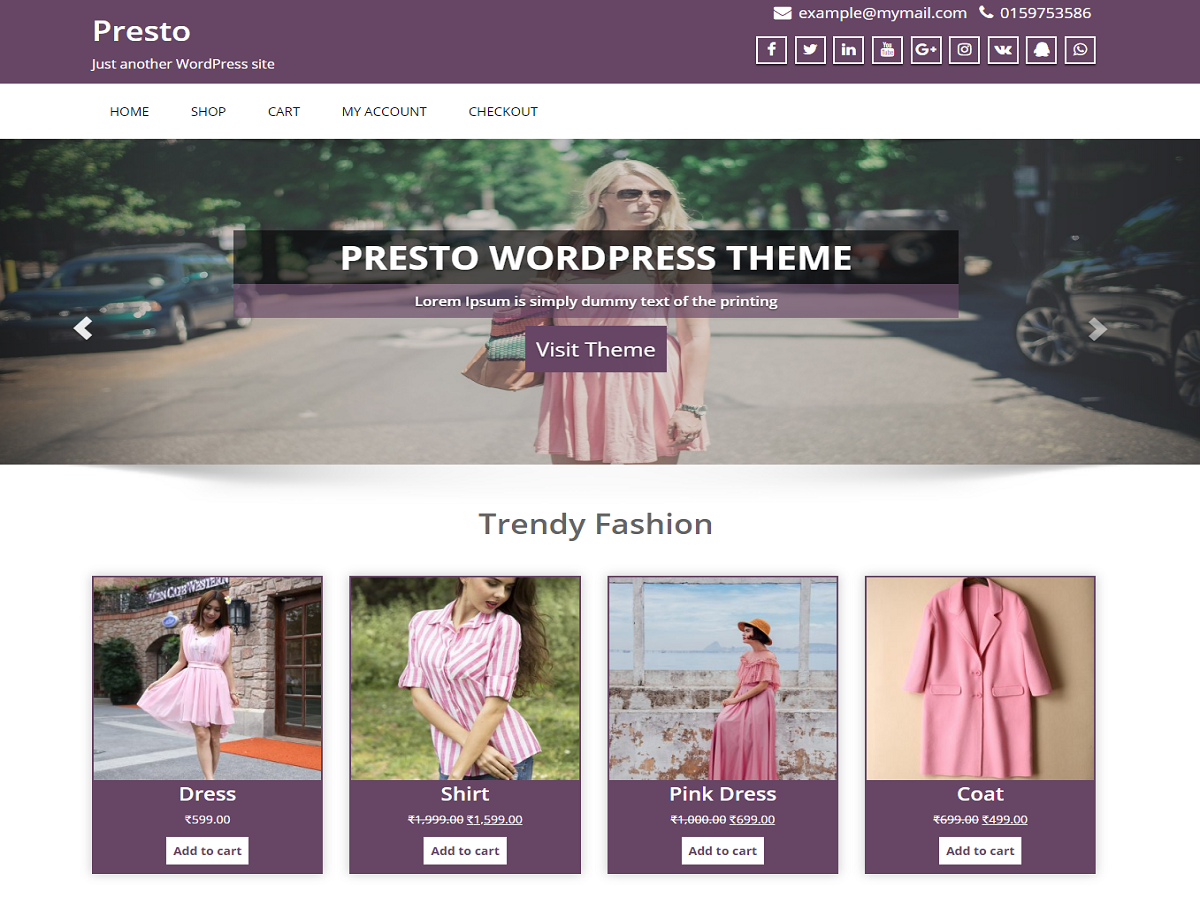 Presto
Just another WordPress site
example@mymail.com 0159753586
HOME SHOP CART MY ACCOUNT CHECKOUT
PRESTO WORDPRESS THEME
Lorem Ipsum is simply dummy text of the printing
Visit Theme
Trendy Fashion
Dress Shirt Pink Dress Coat
₹599.00 ₹1,999.00 ₹1,599.00 ₹1,000.00 ₹699.00 ₹699.00 ₹499.00
Add to cart Add to cart Add to cart Add to cart